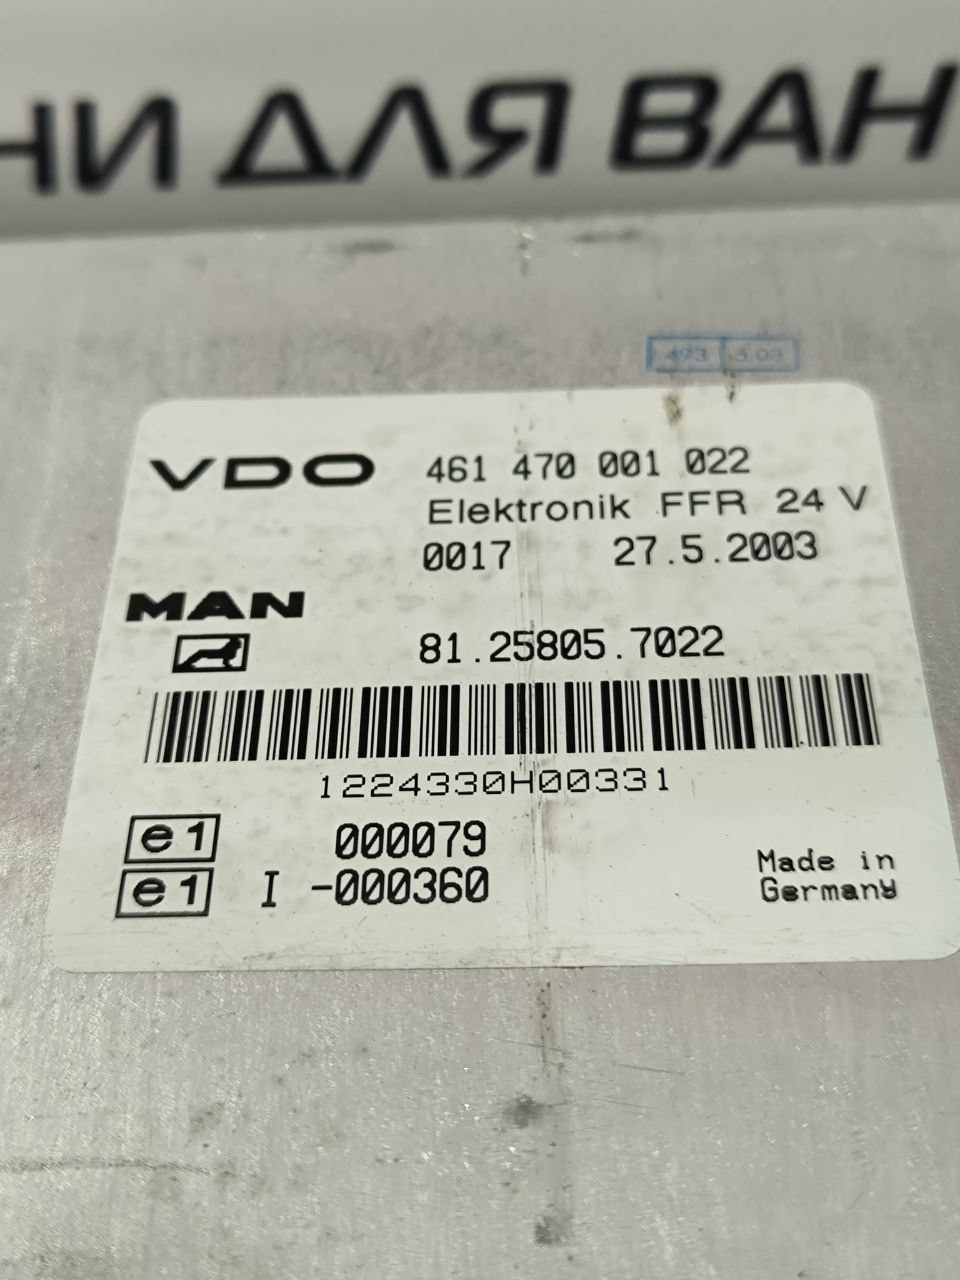 НИ ДЛЯ ВАН
493 5.03
VDO 461 470 001 022
Elektronik FFR 24 V
0017 27.5.2003
MAN
81.25805.7022
1224330H00331
e1 000079
e1 I -000360
Made in
Germany